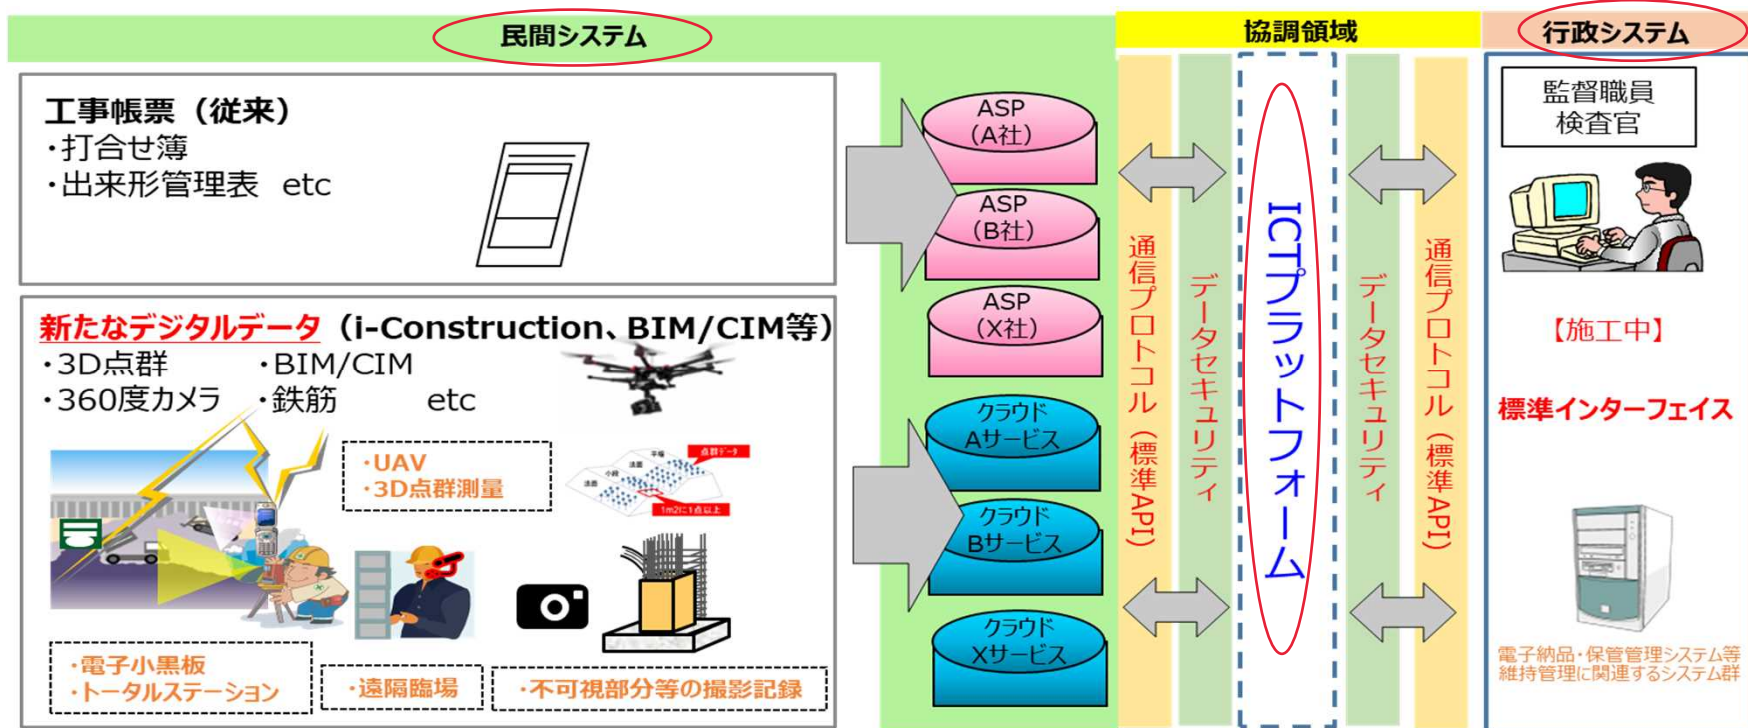 民間システム
協調領域
行政システム
工事帳票（従来）
・打合せ簿
・出来形管理表 etc
新たなデジタルデータ（i-Construction、BIM/CIM等）
・3D点群 ・BIM/CIM
・360度カメラ ・鉄筋 etc
・UAV
・3D点群測量
点群データ
平場
法面
小段
法面
1m2に1点以上
・電子小黒板
・トータルステーション
・遠隔臨場
・不可視部分等の撮影記録
ASP
（A社）
ASP
（B社）
ASP
（X社）
クラウド
Aサービス
クラウド
Bサービス
クラウド
Xサービス
通信プロトコル（標準API）
データセキュリティ
ICTプラットフォーム
データセキュリティ
通信プロトコル（標準API）
監督職員
検査官
【施工中】
標準インターフェイス
電子納品・保管管理システム等
維持管理に関連するシステム群